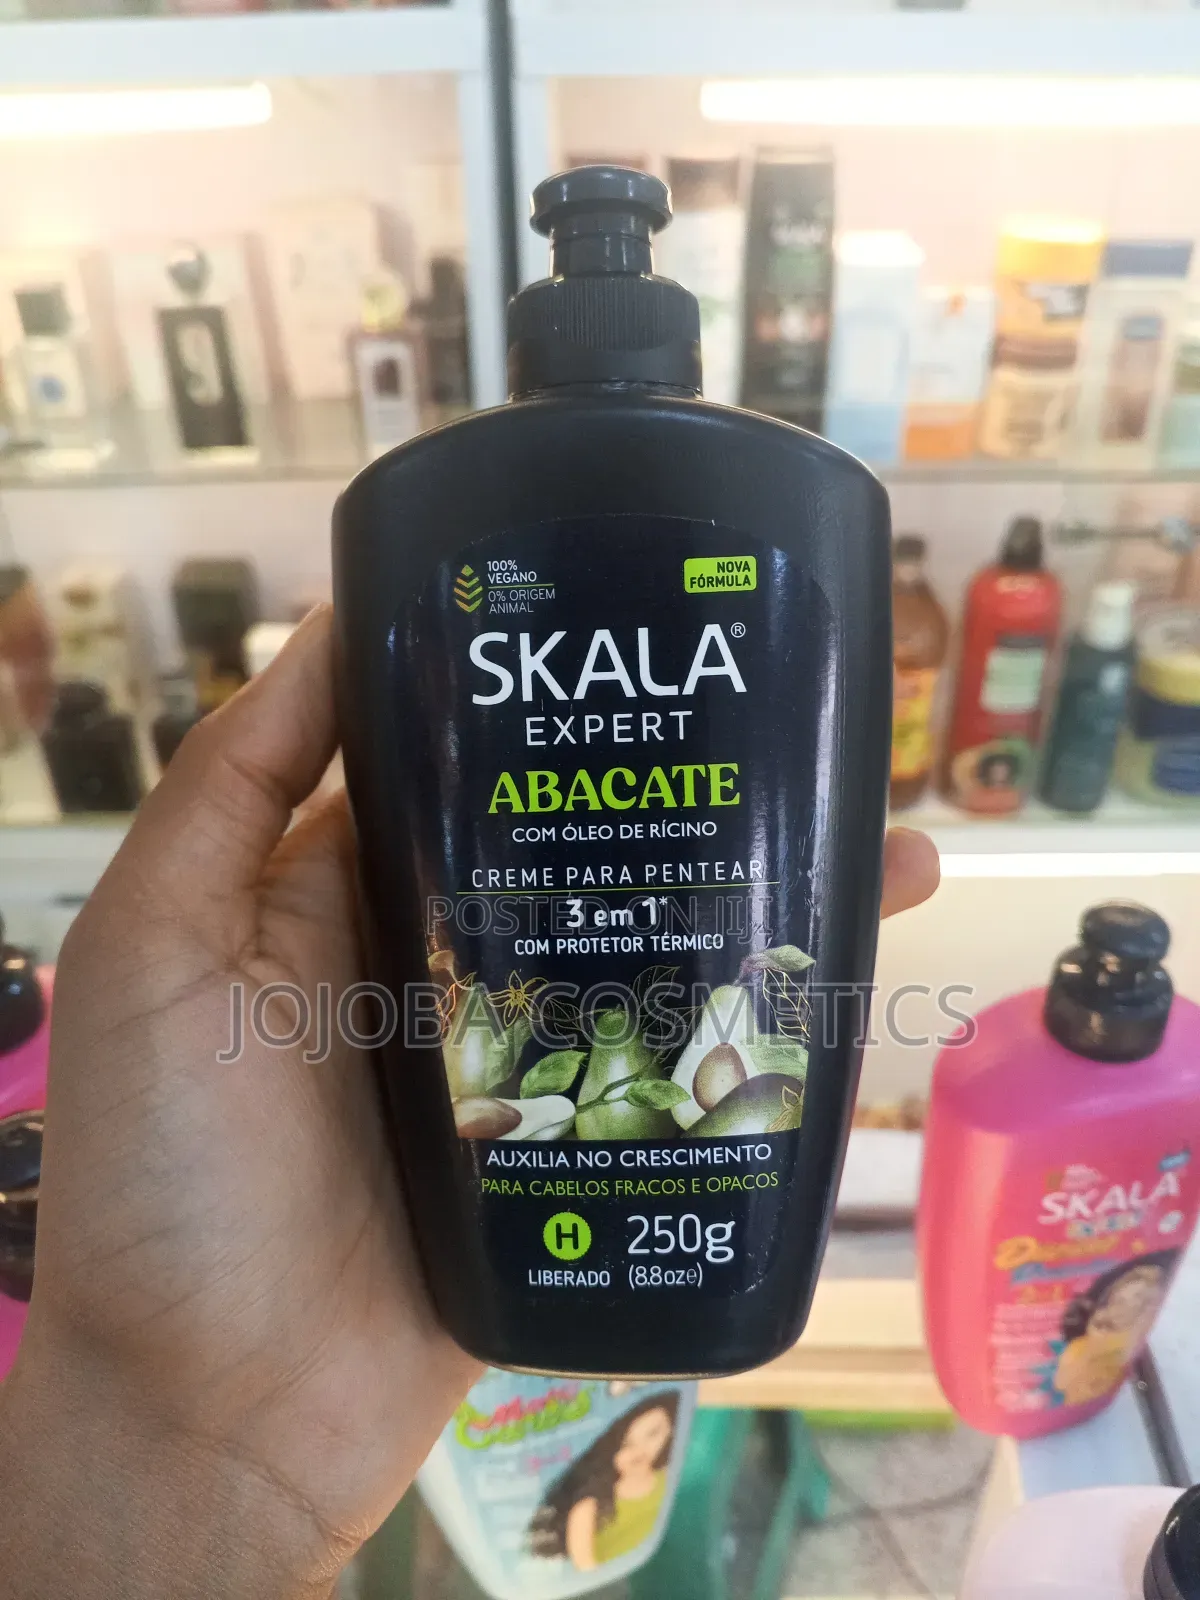 100%
VEGANO
0% ORIGEM
ANIMAL
NOVA
FÓRMULA
SKALA®
EXPERT
ABACATE
COM ÓLEO DE RÍCINO
CREME PARA PENTEAR
3 em 1*
COM PROTETOR TÉRMICO
POSTED ON JIJI
JOJOBA COSMETICS
AUXILIA NO CRESCIMENTO
PARA CABELOS FRACOS E OPACOS
H
LIBERADO
250g
(8.8oz℮)
SKALA